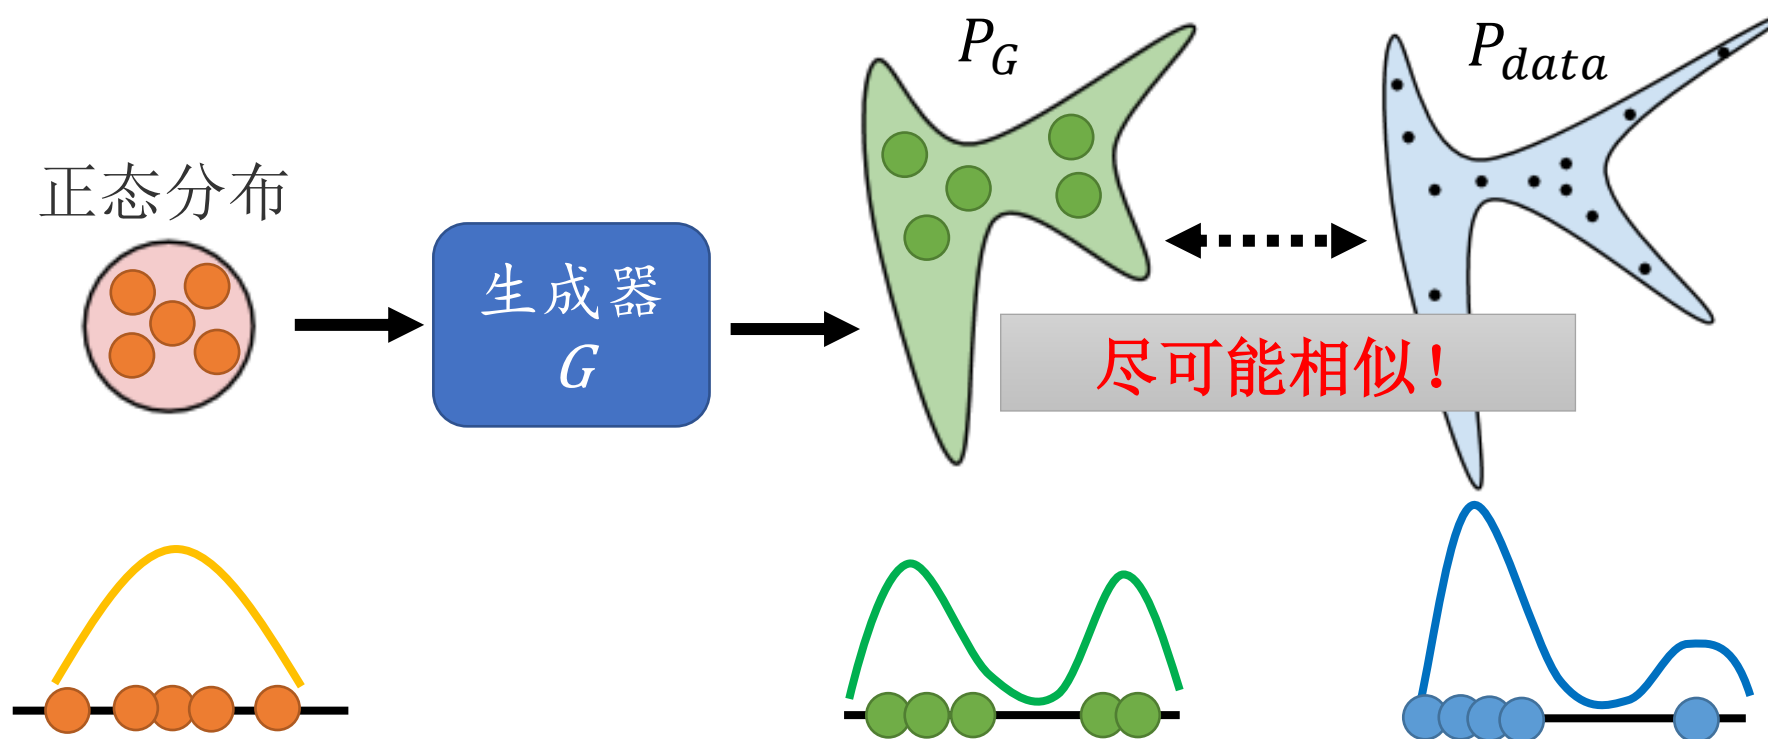 正态分布
生成器
G
P_G
P_data
尽可能相似！